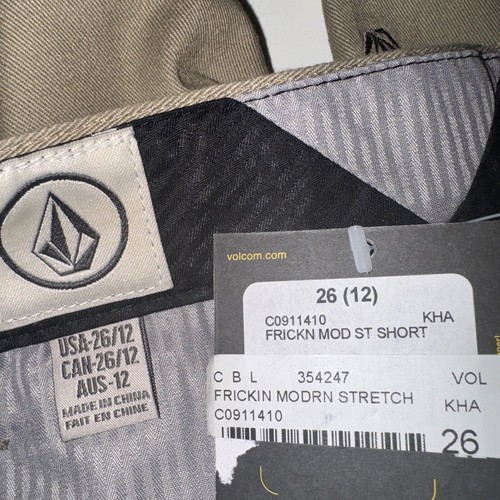 volcom.com
26 (12)
C0911410 KHA
FRICKN MOD ST SHORT
C B L 354247 VOL
FRICKIN MODRN STRETCH
C0911410 KHA
26
USA-26/12
CAN-26/12
AUS-12
MADE IN CHINA
FAIT EN CHINE